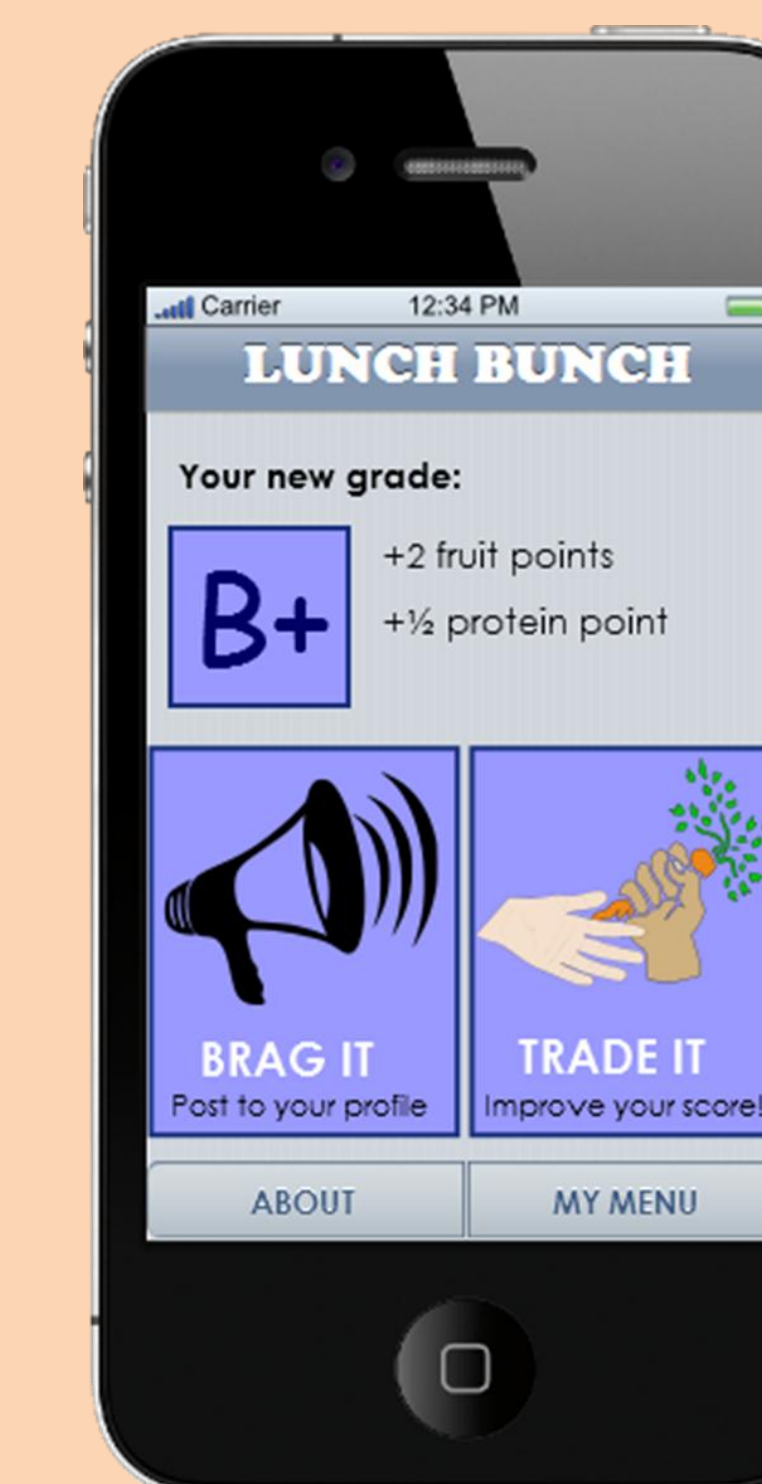 Carrier 12:34 PM
LUNCH BUNCH
Your new grade:
B+
+2 fruit points
+½ protein point
BRAG IT
Post to your profile
TRADE IT
Improve your score!
ABOUT
MY MENU